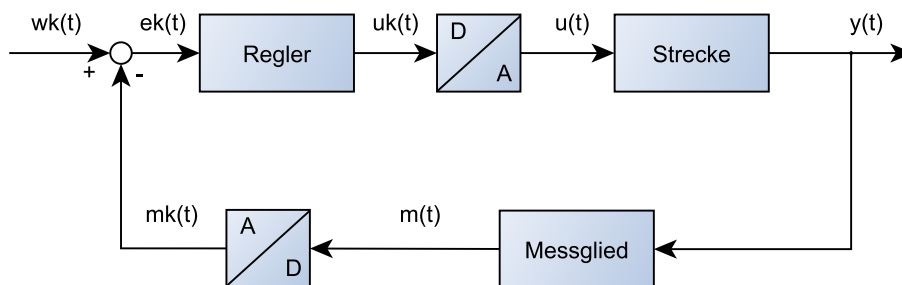 wk(t) ek(t) uk(t) u(t) y(t)
Regler D A Strecke
+ -
mk(t) m(t)
A D Messglied